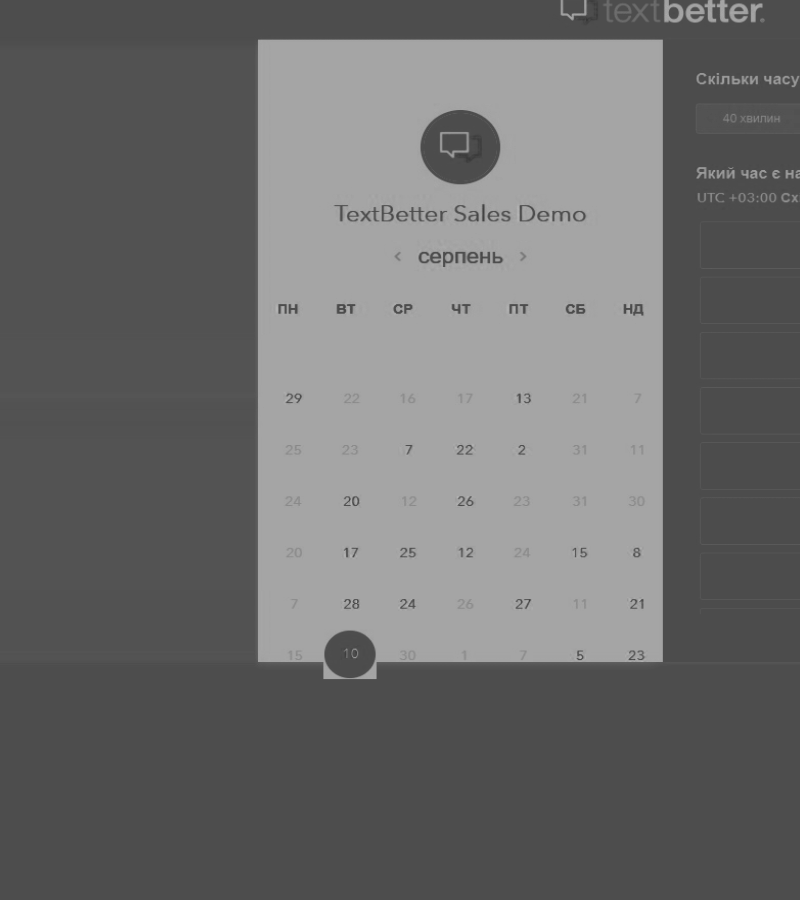 textbetter.
Скільки часу
40 хвилин
Який час є на
UTC +03:00 Сх
TextBetter Sales Demo
< серпень >
ПН ВТ СР ЧТ ПТ СБ НД
29 22 16 17 13 21 7
25 23 7 22 2 31 11
24 20 12 26 23 31 30
20 17 25 12 24 15 8
7 28 24 26 27 11 21
15 10 30 1 7 5 23